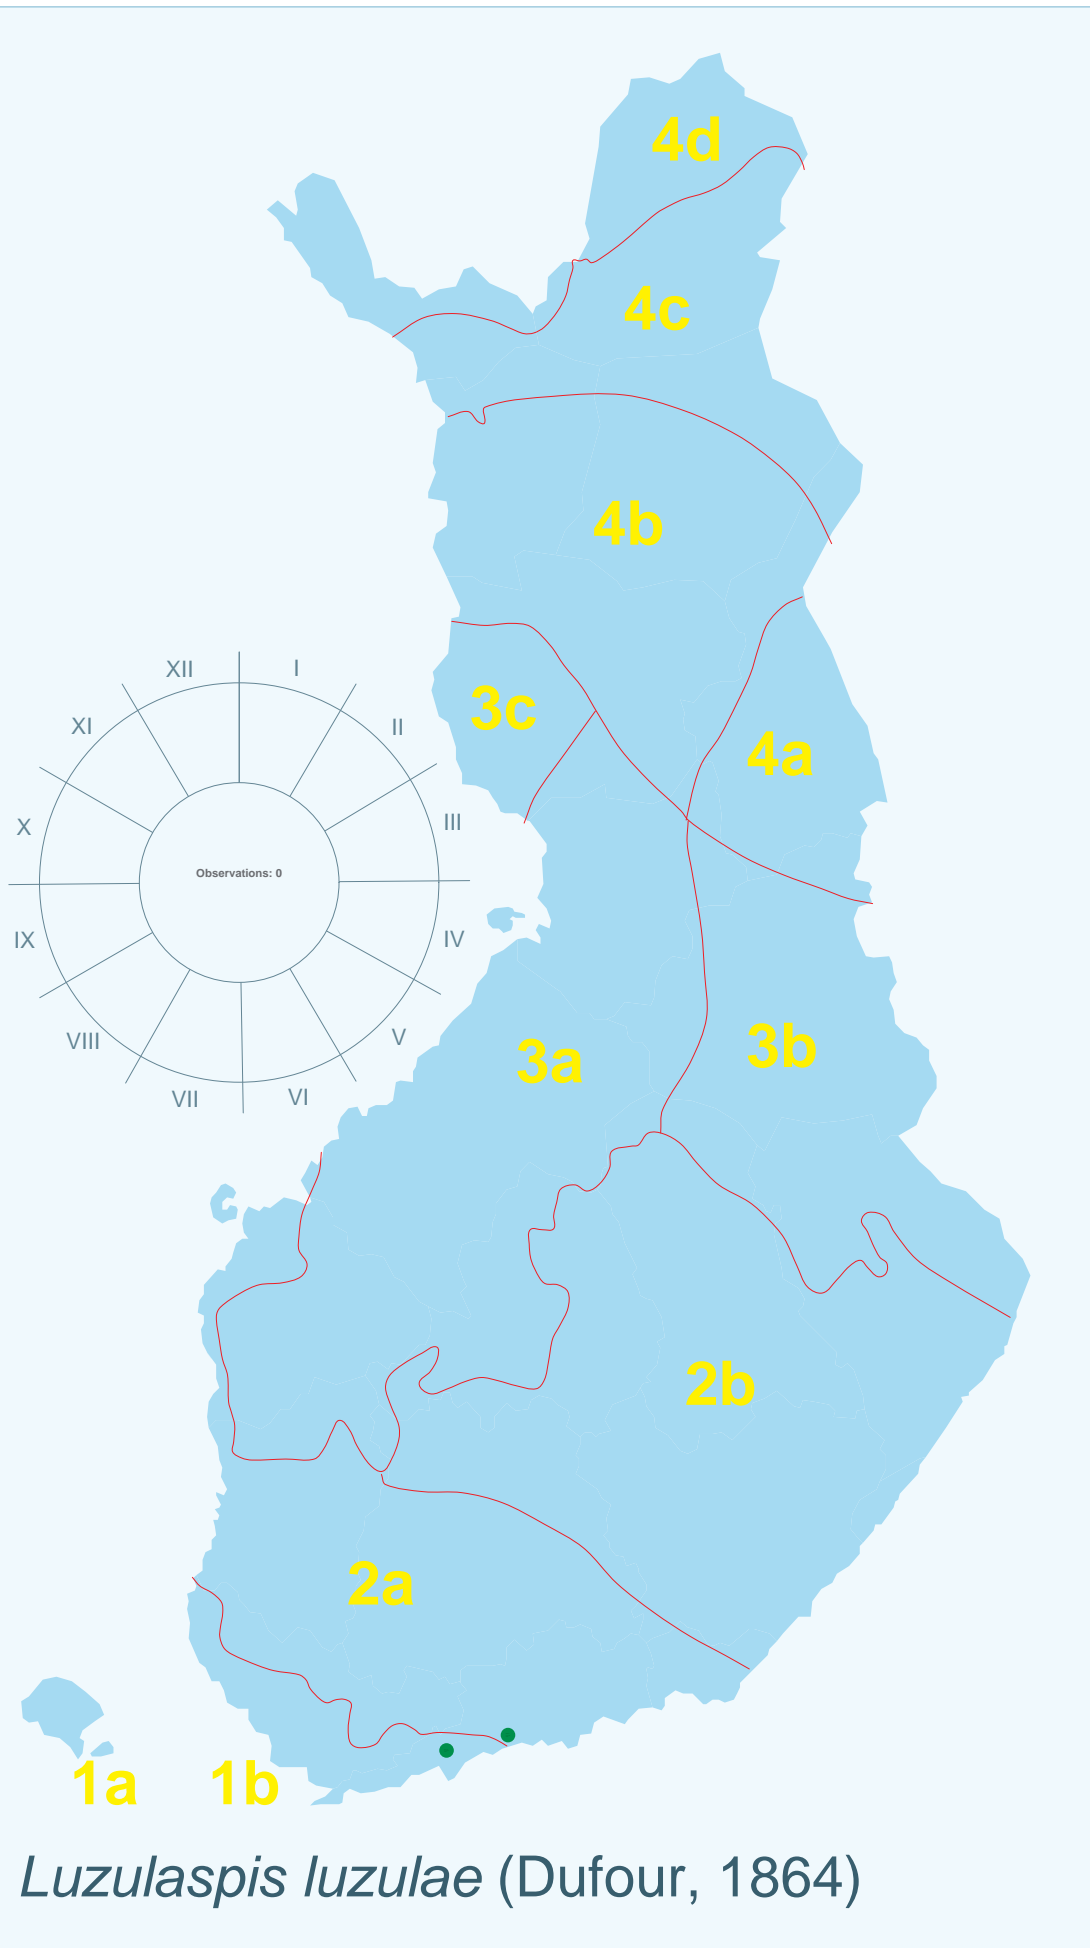 4d
4c
4b
3c
4a
XII
I
XI
II
X
III
Observations: 0
IX
IV
VIII
V
VII
VI
3a
3b
2b
2a
1a
1b
Luzulaspis luzulae (Dufour, 1864)